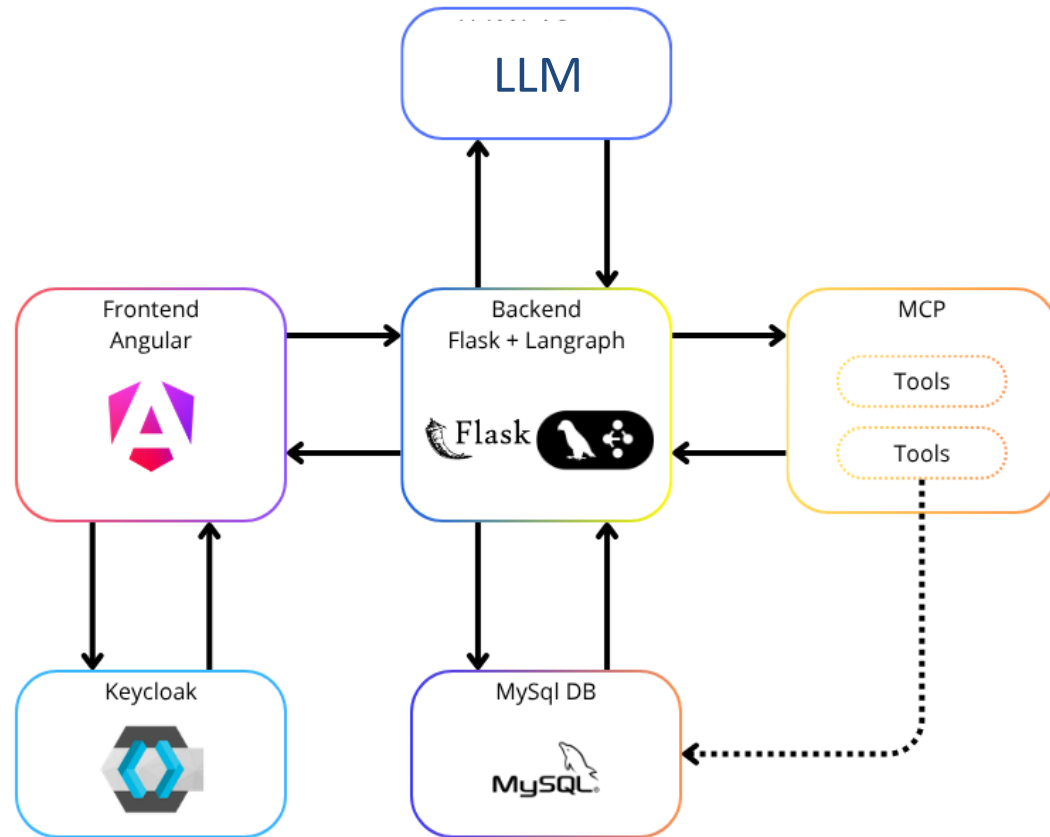 LLM
Frontend
Angular
Backend
Flask + Langraph
Flask
MCP
Tools
Tools
Keycloak
MySql DB
MySQL®